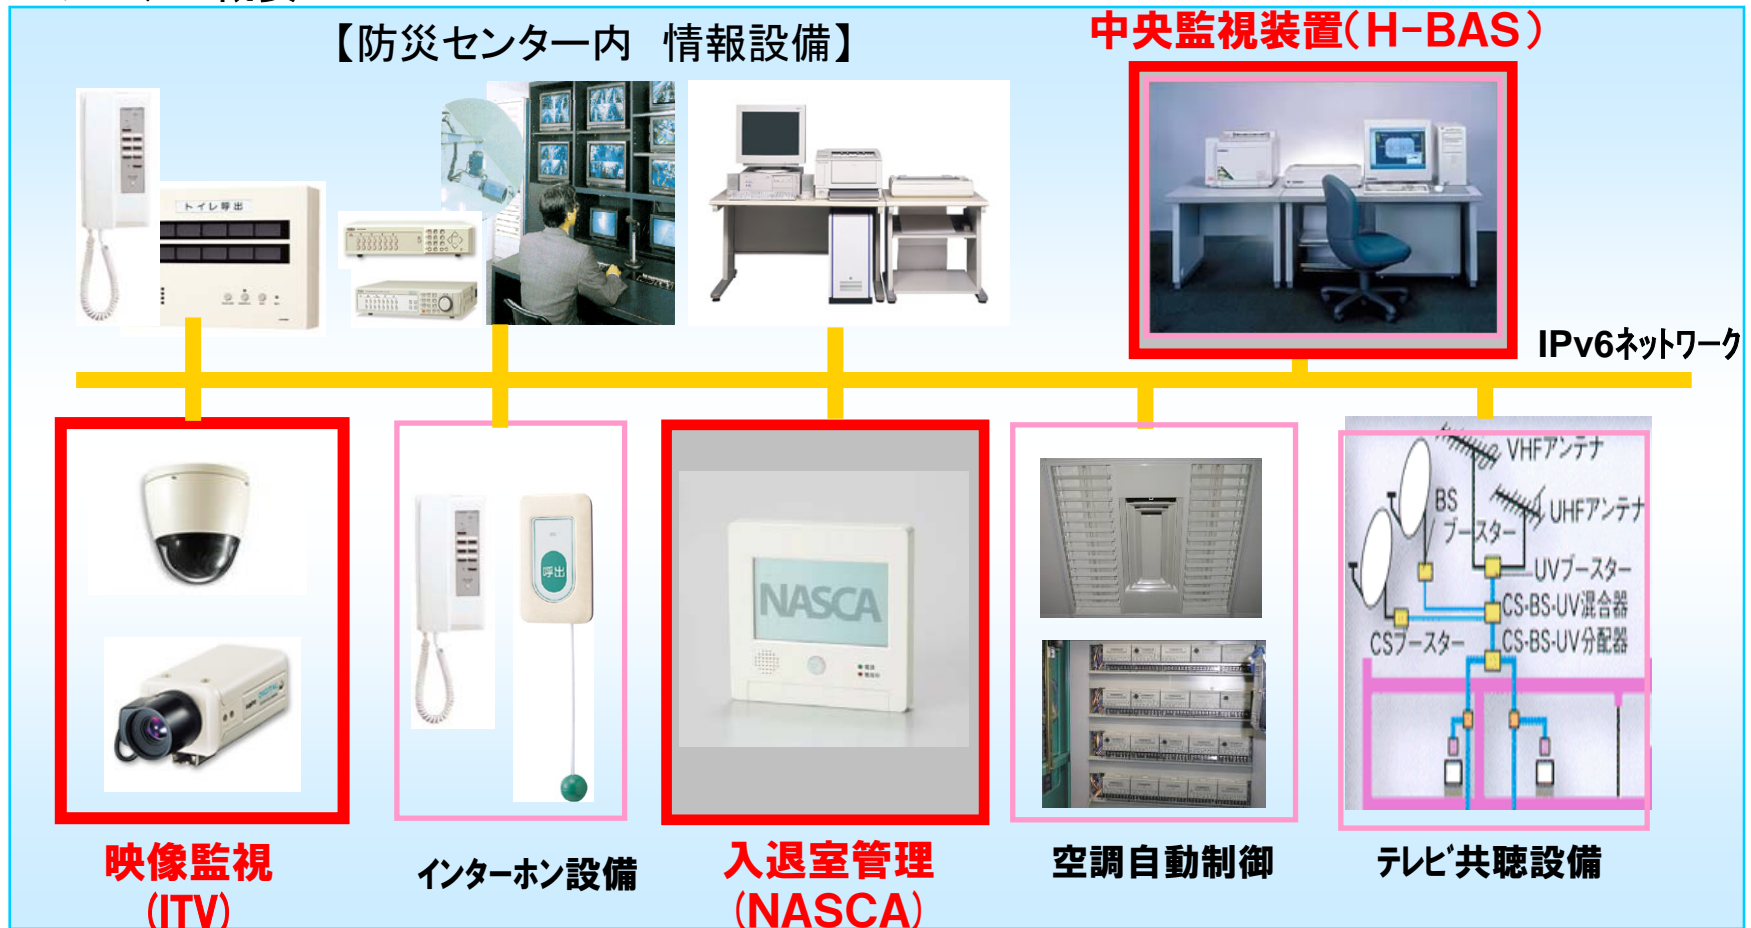 【防災センター内　情報設備】
中央監視装置(H-BAS)
トイレ呼出
IPv6ネットワーク
呼出
NASCA
VHFアンテナ
BS
ブースター
UHFアンテナ
UVブースター
CS-BS-UV混合器
CSブースター
CS-BS-UV分配器
映像監視
(ITV)
インターホン設備
入退室管理
(NASCA)
空調自動制御
テレビ共聴設備